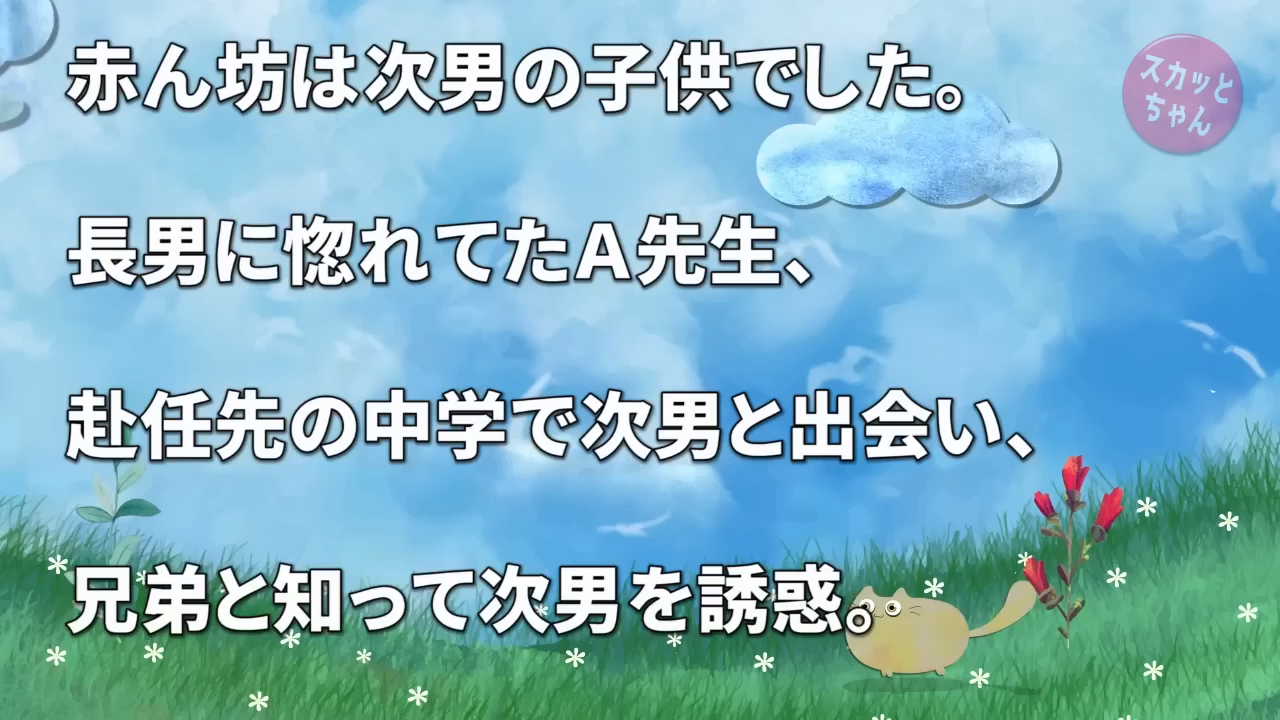 赤ん坊は次男の子供でした。
長男に惚れてたA先生、
赴任先の中学で次男と出会い、
兄弟と知って次男を誘惑。
スカッと
ちゃん